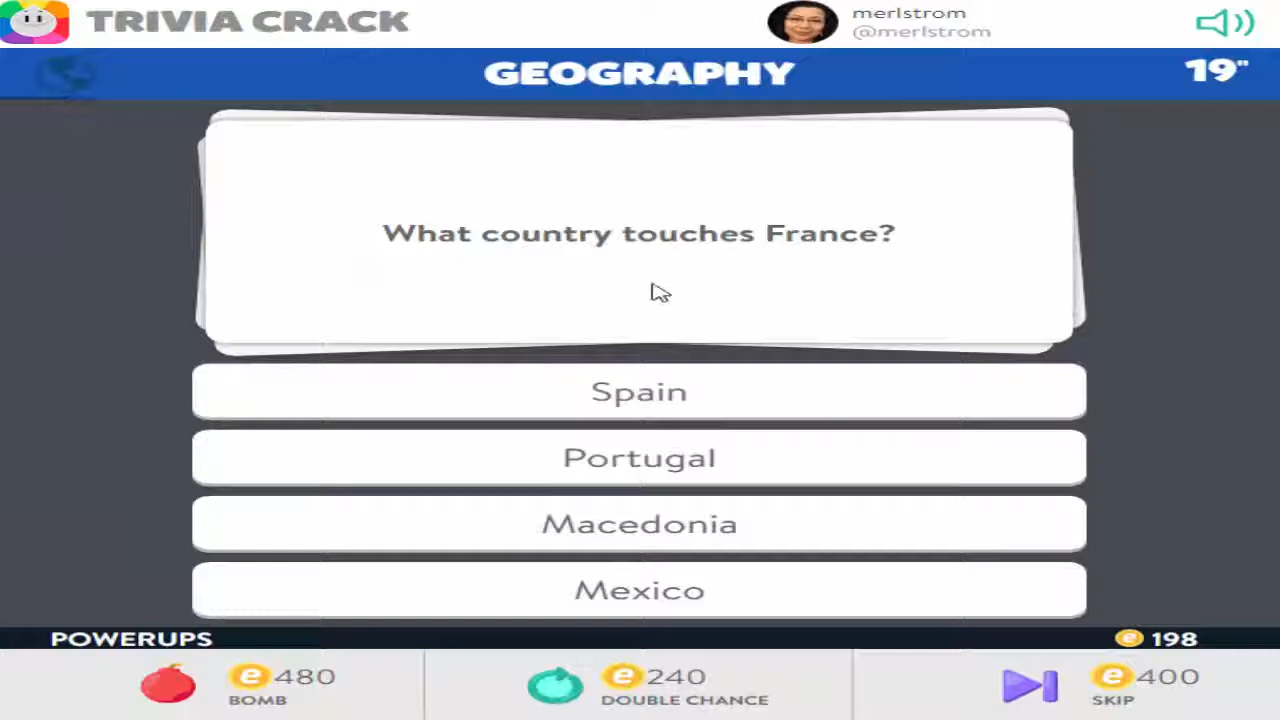 TRIVIA CRACK
merlstrom
@merlstrom
GEOGRAPHY
19"
What country touches France?
Spain
Portugal
Macedonia
Mexico
POWERUPS
e 198
e 480
BOMB
e 240
DOUBLE CHANCE
e 400
SKIP